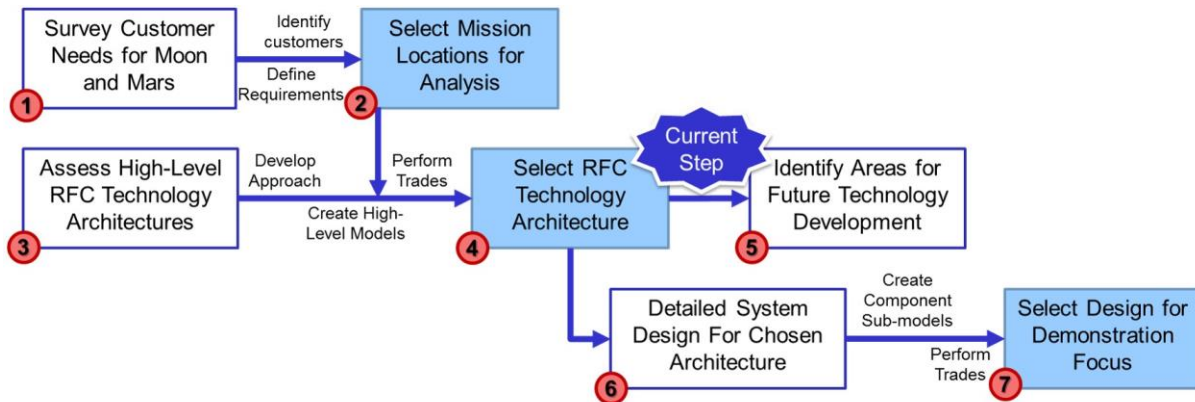 Survey Customer
Needs for Moon
and Mars
1
Identify
customers
Define
Requirements
Select Mission
Locations for
Analysis
2
Assess High-Level
RFC Technology
Architectures
3
Develop
Approach
Perform
Trades
Create High-
Level Models
Select RFC
Technology
Architecture
4
Current
Step
Identify Areas for
Future Technology
Development
5
Detailed System
Design For Chosen
Architecture
6
Create
Component
Sub-models
Perform
Trades
Select Design for
Demonstration
Focus
7